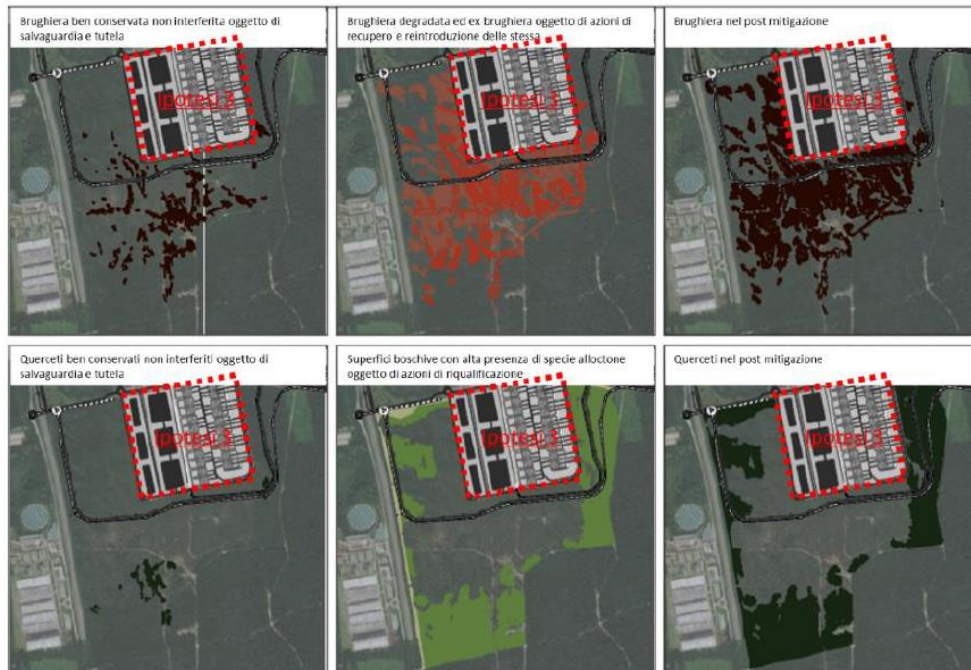 Brughiera ben conservata non interferita oggetto di
salvaguardia e tutela
Brughiera degradata ed ex brughiera oggetto di azioni di
recupero e reintroduzione delle stessa
Brughiera nel post mitigazione
Ipotesi 3
Ipotesi 3
Ipotesi 3
Querceti ben conservati non interferiti oggetto di
salvaguardia e tutela
Superfici boschive con alta presenza di specie alloctone
oggetto di azioni di riqualificazione
Querceti nel post mitigazione
Ipotesi 3
Ipotesi 3
Ipotesi 3